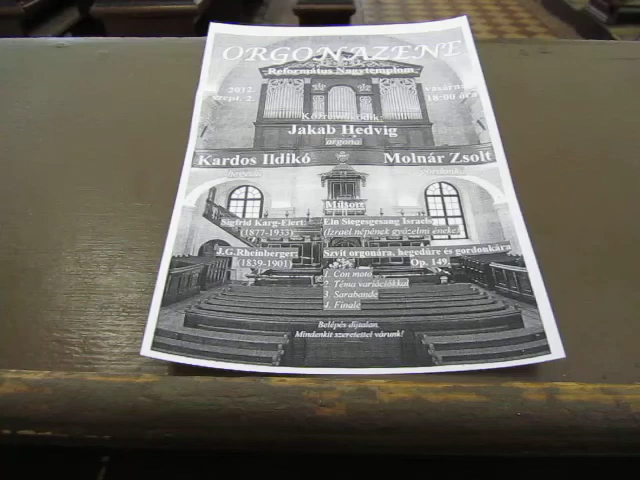 ORGONAZENE
Református Nagytemplom
2012. szept. 2.
vasárnap 18:00 óra
Közreműködik:
Jakab Hedvig
orgona
Kardos Ildikó
Molnár Zsolt
hegedű
gordonka
Műsor:
Sigfrid Karg-Elert: Ein Siegesgesang Israels
(1877-1933) (Izrael népének győzelmi éneke)
J.G.Rheinberger: Szvit orgonára, hegedűre és gordonkára
(1839-1901) Op. 149.
1. Con moto
2 Téma variációkkal
3. Sarabande
4. Finale
Belépés díjtalan.
Mindenkit szeretettel várunk!